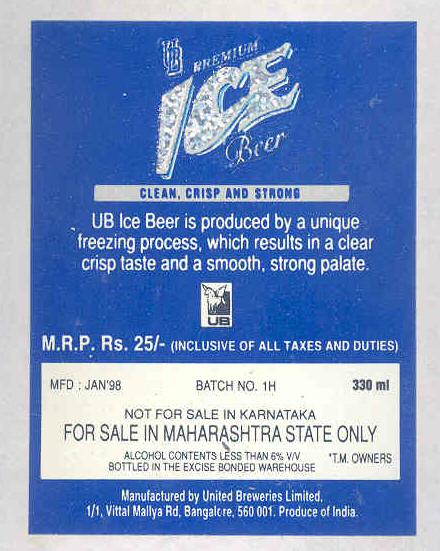 UB PREMIUM
ICE
Beer
CLEAN, CRISP AND STRONG
UB Ice Beer is produced by a unique
freezing process, which results in a clear
crisp taste and a smooth, strong palate.
UB
M.R.P. Rs. 25/- (INCLUSIVE OF ALL TAXES AND DUTIES)
MFD : JAN'98 BATCH NO. 1H 330 ml
NOT FOR SALE IN KARNATAKA
FOR SALE IN MAHARASHTRA STATE ONLY
ALCOHOL CONTENTS LESS THAN 6% V/V *T.M. OWNERS
BOTTLED IN THE EXCISE BONDED WAREHOUSE
Manufactured by United Breweries Limited.
1/1, Vittal Mallya Rd, Bangalore, 560 001. Produce of India.